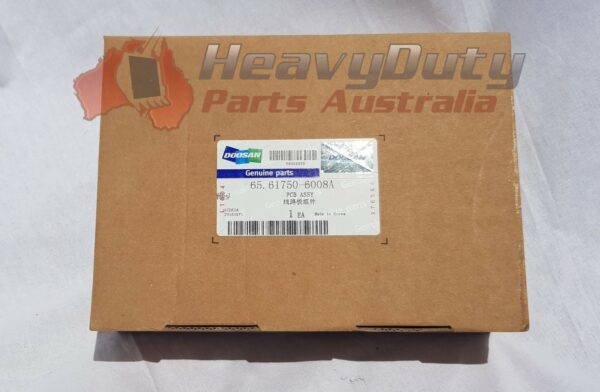 HeavyDuty
Parts Australia
DOOSAN
DOOSAN
Genuine parts
65.61750-6008A
PCB ASSY
线路板组件
1 EA
Made in Korea